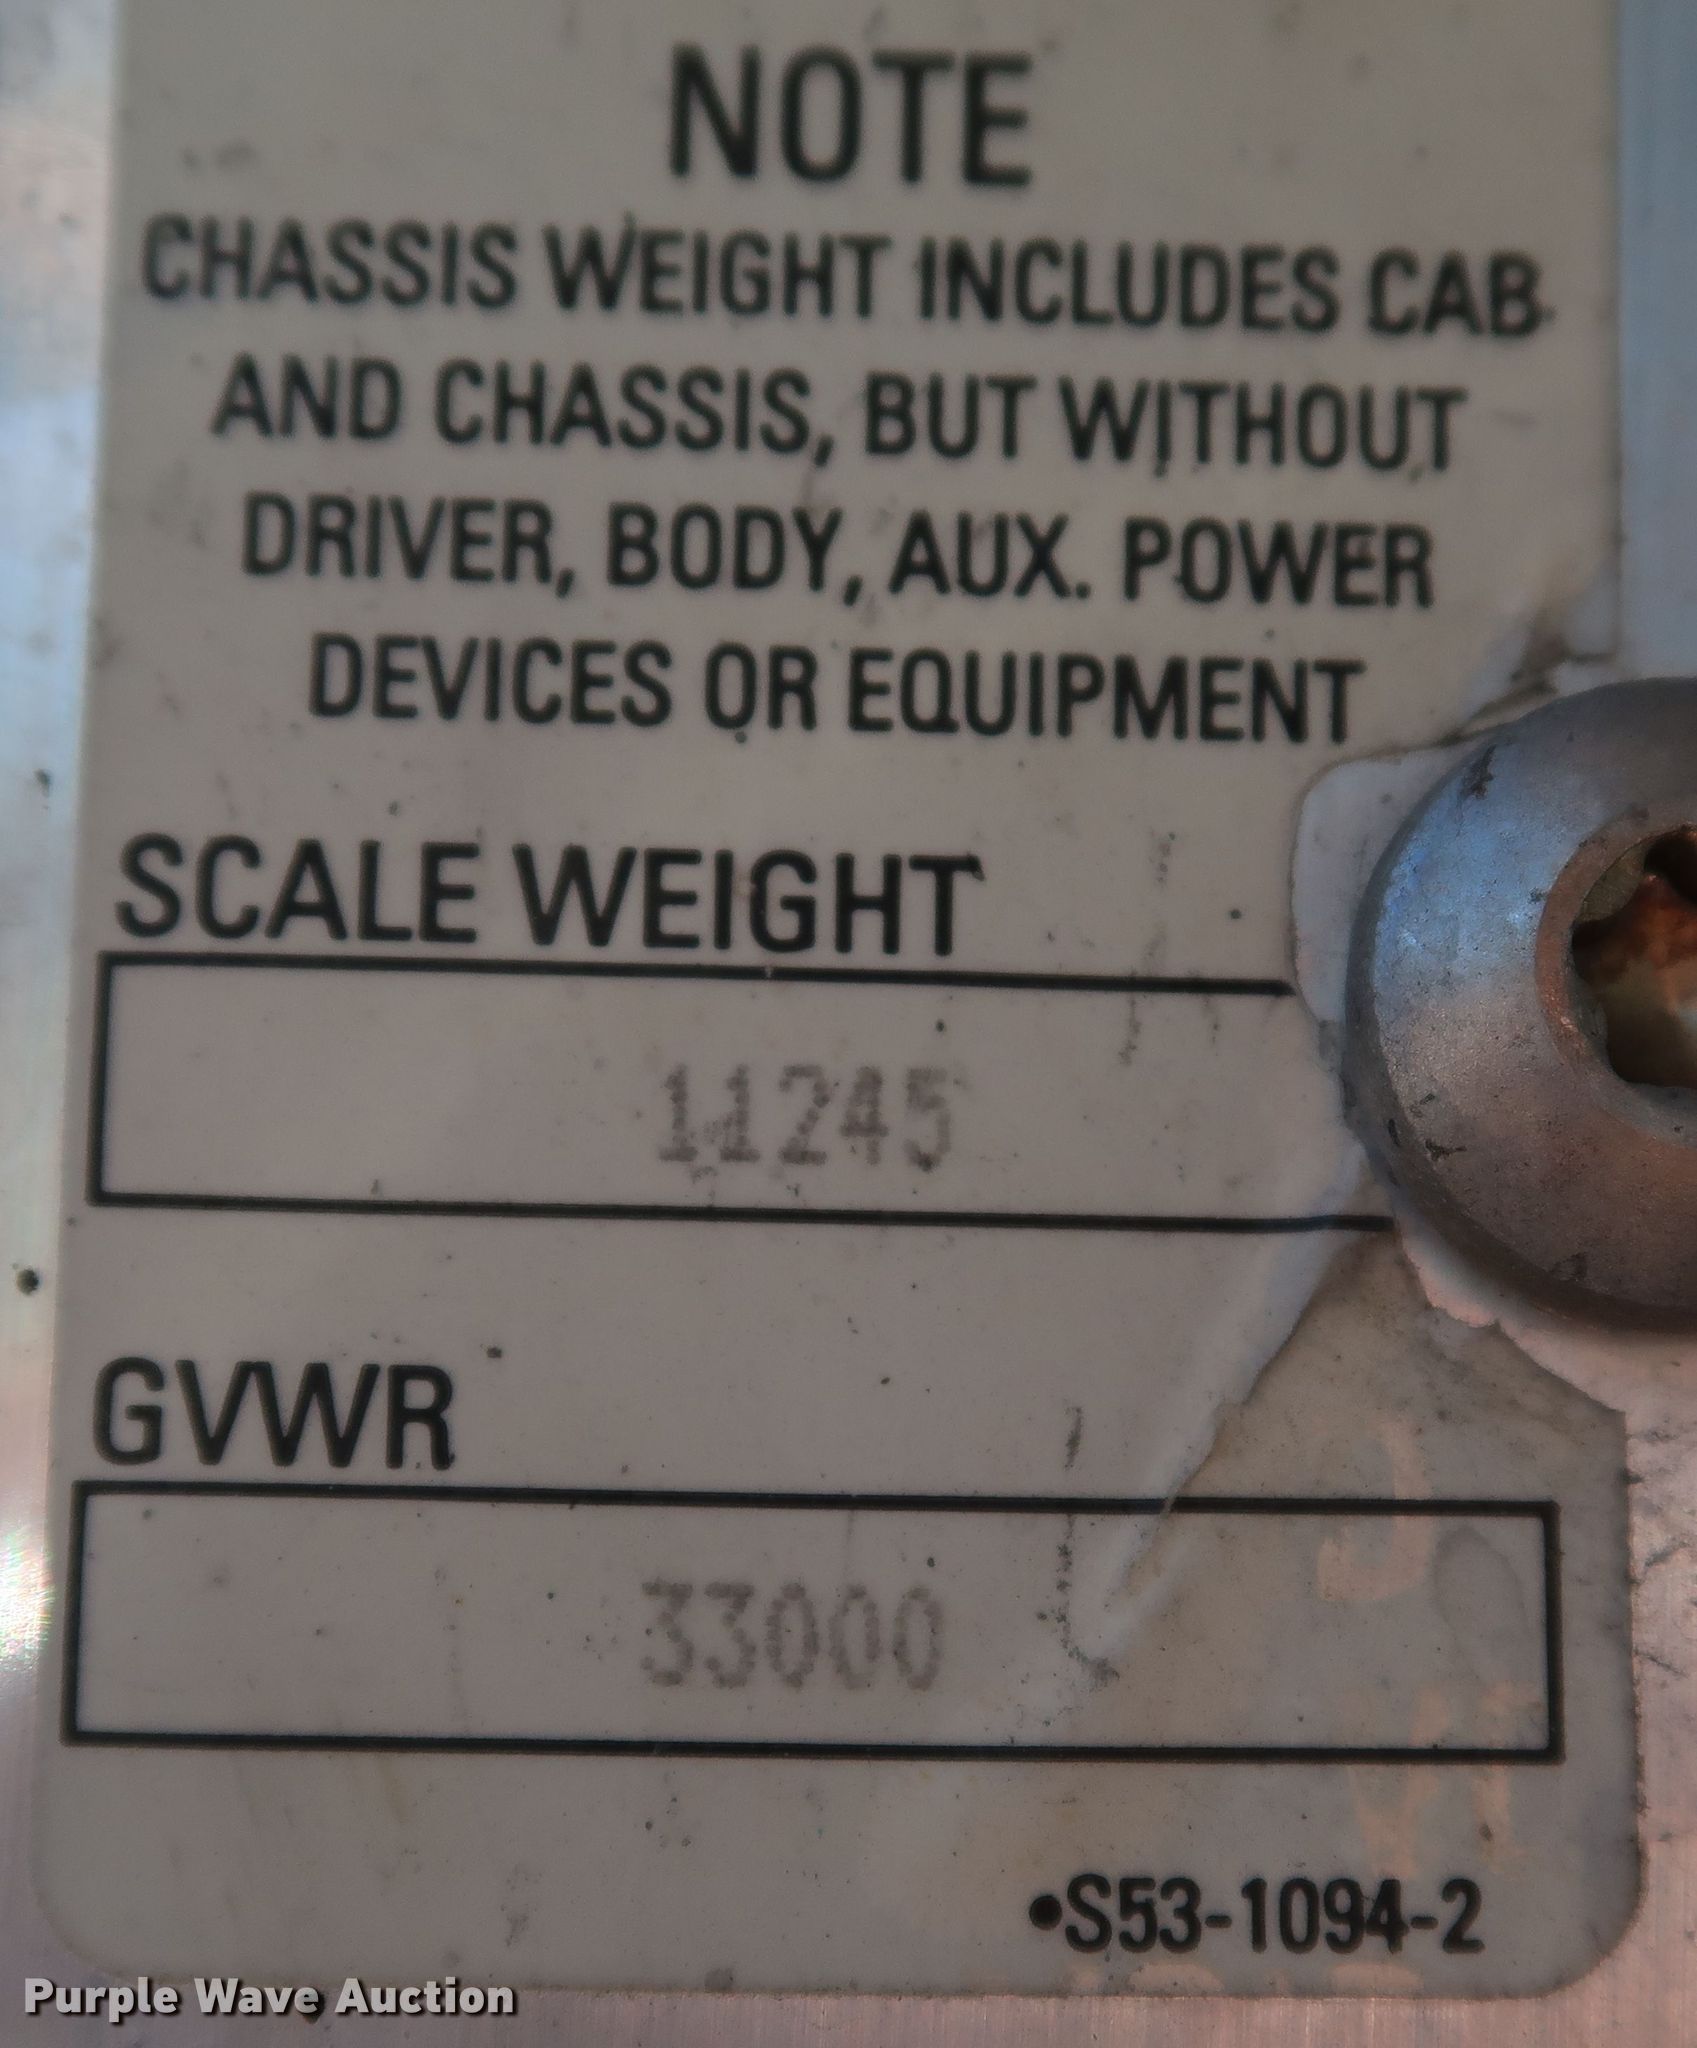 NOTE
CHASSIS WEIGHT INCLUDES CAB
AND CHASSIS, BUT WITHOUT
DRIVER, BODY, AUX. POWER
DEVICES OR EQUIPMENT
SCALE WEIGHT
11245
GVWR
33000
•S53-1094-2
Purple Wave Auction